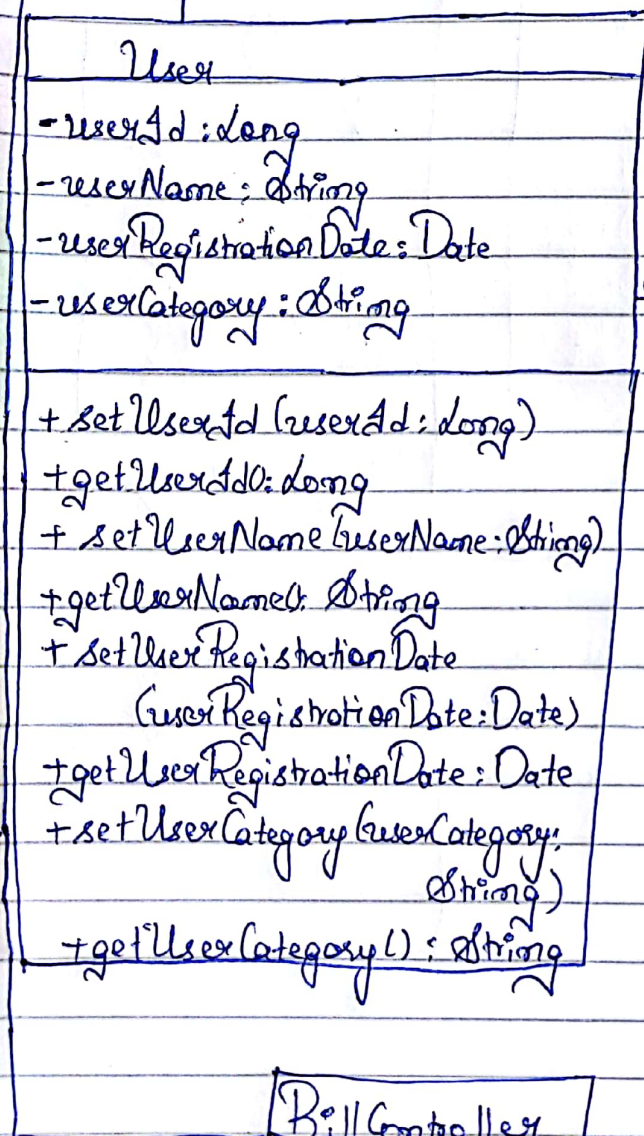 User
-userId : Long
-userName : String
-userRegistrationDate : Date
-userCategory : String
+ setUserId (userId : Long)
+getUserId() : Long
+ setUserName (userName : String)
+getUserName() : String
+ setUserRegistrationDate
(userRegistrationDate : Date)
+getUserRegistrationDate : Date
+setUserCategory (userCategory :
String)
+getUserCategory() : String
BillController